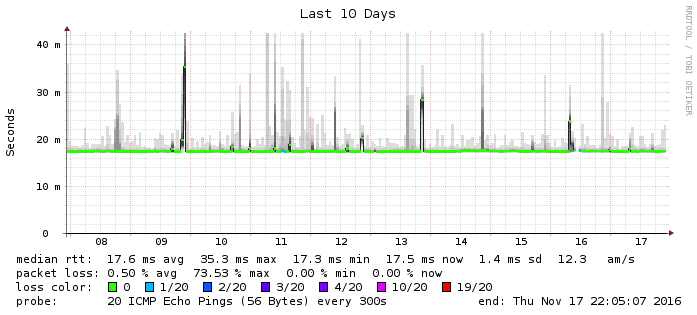 Last 10 Days
RRDTOOL / TOBI OETIKER
Seconds
40 m
30 m
20 m
10 m
0
08 09 10 11 12 13 14 15 16 17
median rtt: 17.6 ms avg 35.3 ms max 17.3 ms min 17.5 ms now 1.4 ms sd 12.3 am/s
packet loss: 0.50 % avg 73.53 % max 0.00 % min 0.00 % now
loss color: 0 1/20 2/20 3/20 4/20 10/20 19/20
probe: 20 ICMP Echo Pings (56 Bytes) every 300s end: Thu Nov 17 22:05:07 2016